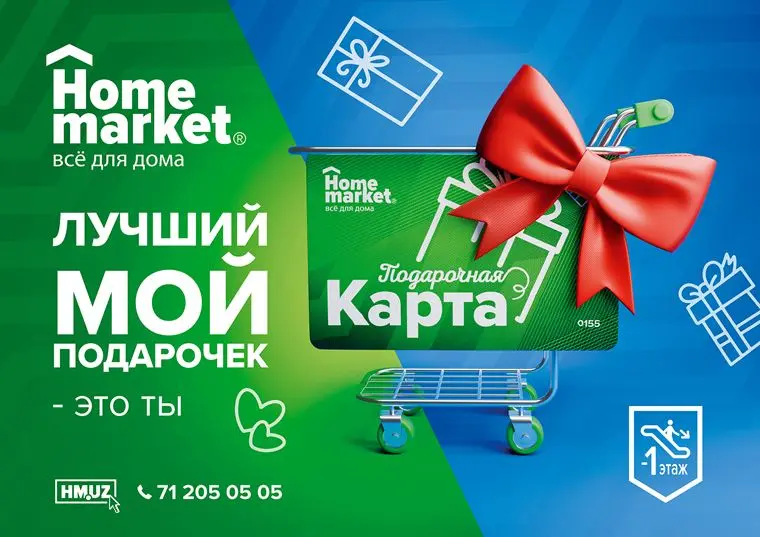 Home
market®
всё для дома
ЛУЧШИЙ
МОЙ
ПОДАРОЧЕК
- ЭТО ТЫ
HM.UZ
71 205 05 05
Home
market®
всё для дома
Подарочная
Карта
0155
-1 этаж